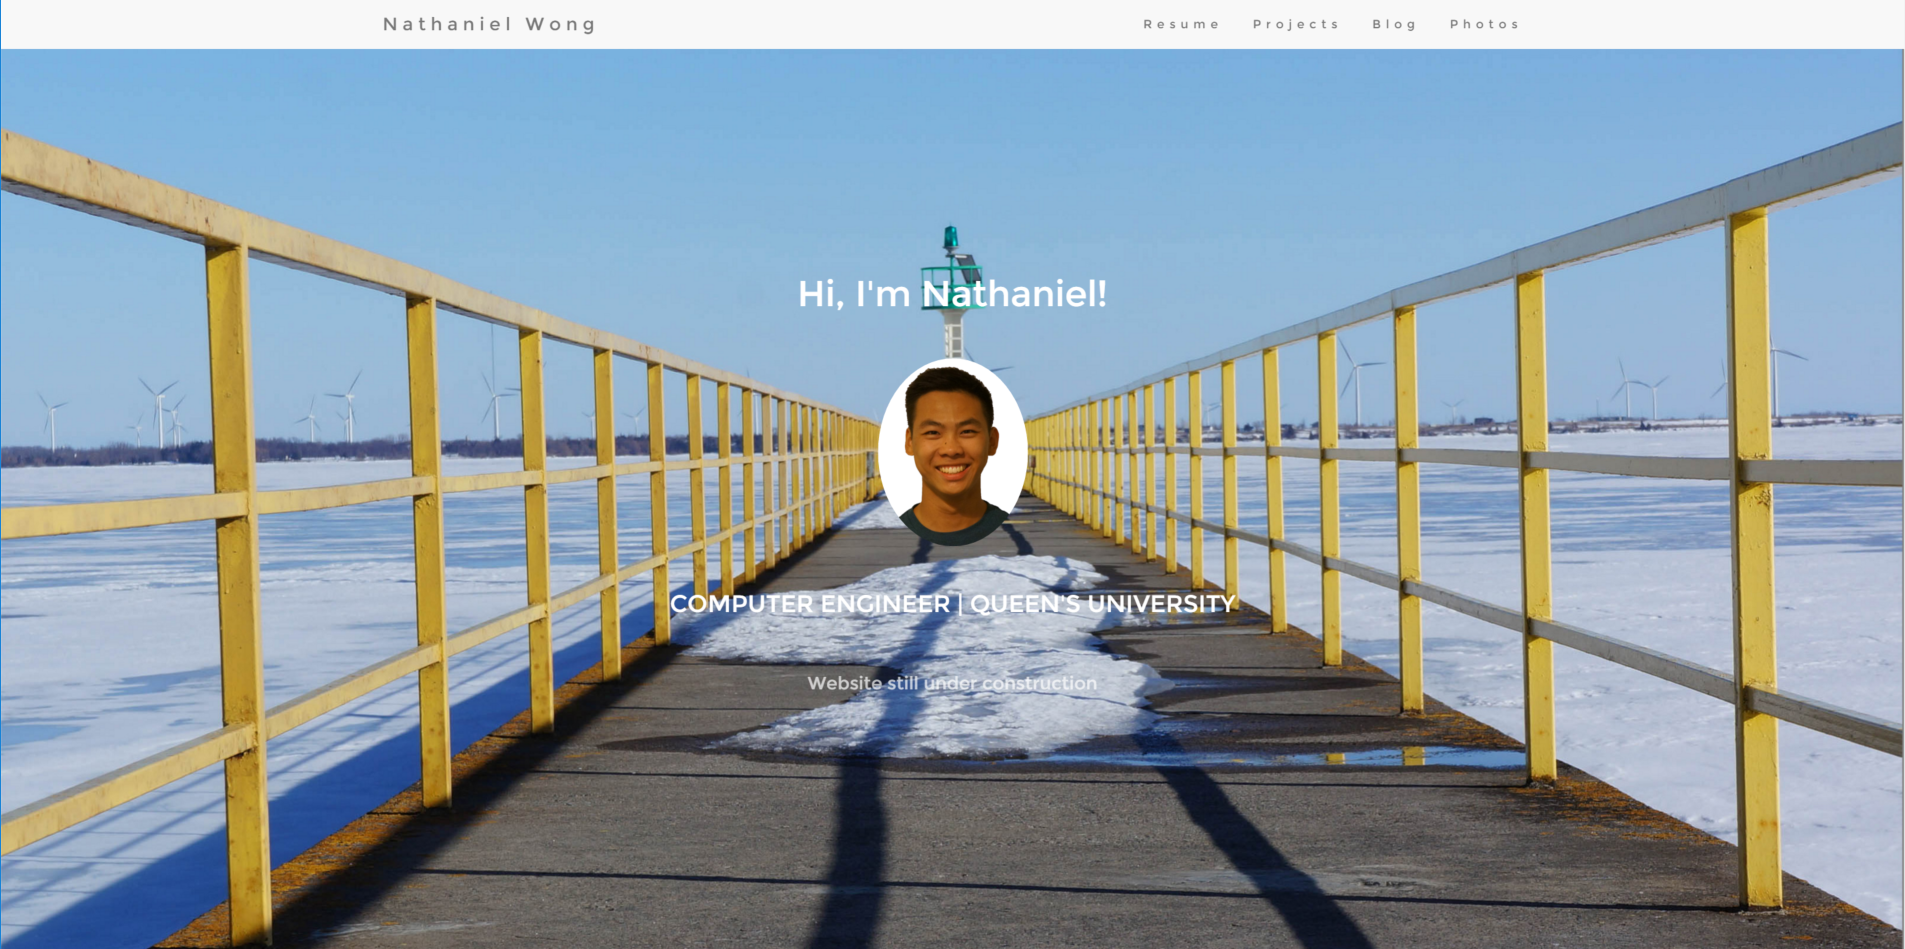 Nathaniel Wong
Resume Projects Blog Photos
Hi, I'm Nathaniel!
COMPUTER ENGINEER | QUEEN'S UNIVERSITY
Website still under construction